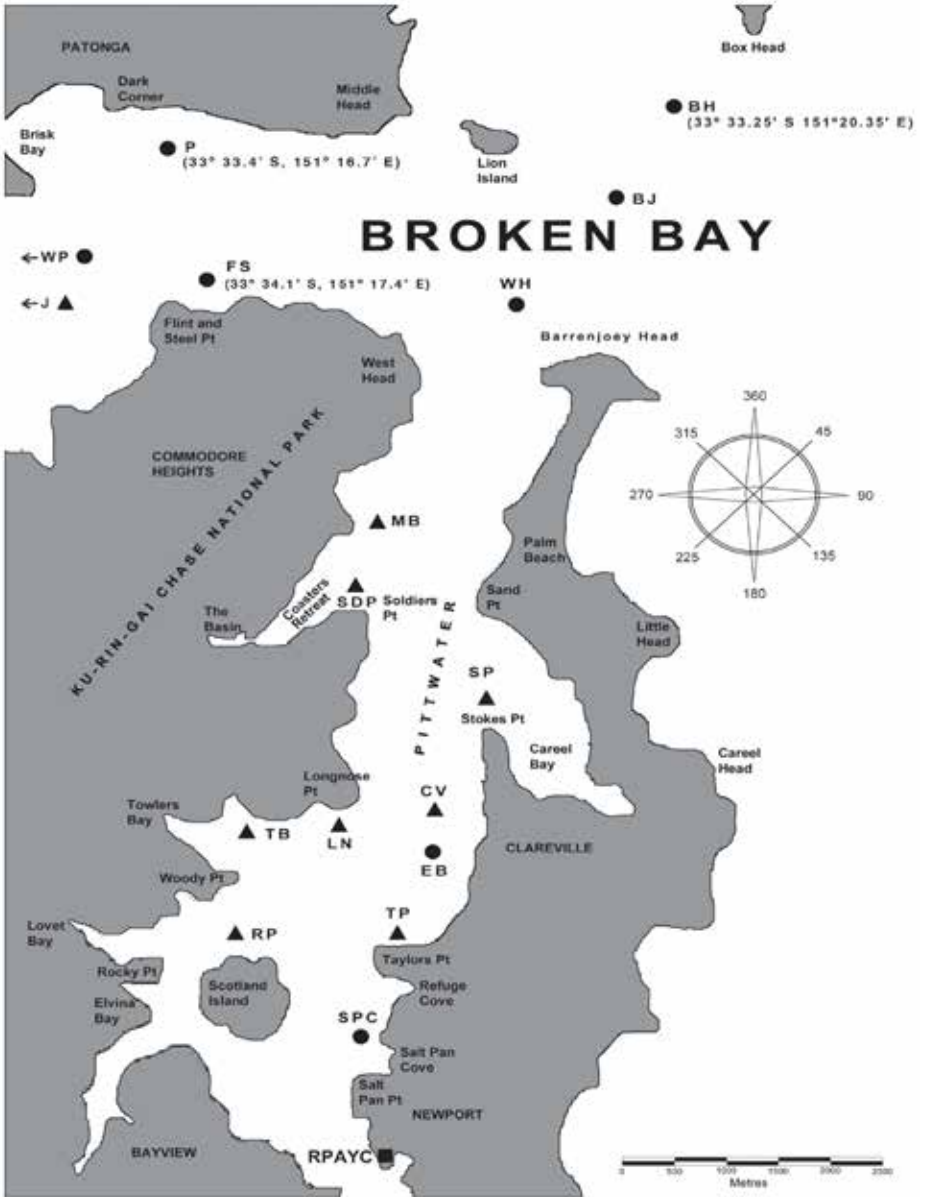 PATONGA
Dark
Corner
Middle
Head
Box Head
Brisk
Bay
P
(33° 33.4' S, 151° 16.7' E)
BH
(33° 33.25' S 151°20.35' E)
Lion
Island
BJ
BROKEN BAY
←WP
←J
FS
(33° 34.1' S, 151° 17.4' E)
WH
Flint and
Steel Pt
West
Head
Barrenjoey Head
COMMODORE
HEIGHTS
KU-RIN-GAI CHASE NATIONAL PARK
360
45
90
135
180
225
270
315
MB
Palm
Beach
Coasters
Retreat
SDP
Soldiers
Pt
Sand
Pt
The
Basin
Little
Head
PITTWATER
SP
Stokes Pt
Careel
Bay
Careel
Head
Longnose
Pt
Towlers
Bay
TB
LN
CV
EB
CLAREVILLE
Woody Pt
Lovet
Bay
RP
TP
Taylors Pt
Rocky Pt
Scotland
Island
Refuge
Cove
Elvina
Bay
SPC
Salt Pan
Cove
Salt
Pan Pt
NEWPORT
BAYVIEW
RPAYC
0 500 1000 1500 2000 2500
Metres